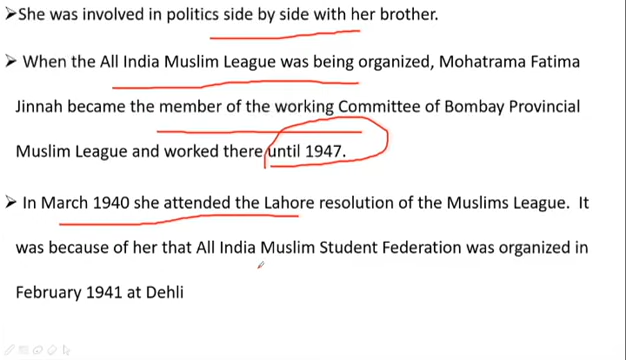 ➢She was involved in politics side by side with her brother.
➢ When the All India Muslim League was being organized, Mohatrama Fatima
Jinnah became the member of the working Committee of Bombay Provincial
Muslim League and worked there until 1947.
➢ In March 1940 she attended the Lahore resolution of the Muslims League. It
was because of her that All India Muslim Student Federation was organized in
February 1941 at Dehli